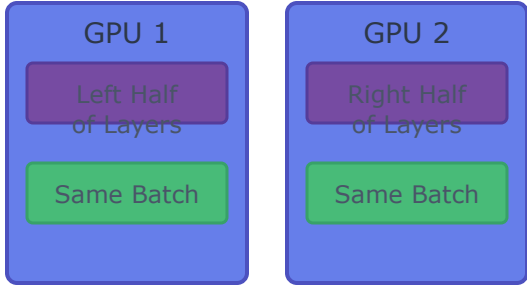 GPU 1
Left Half
of Layers
Same Batch
GPU 2
Right Half
of Layers
Same Batch